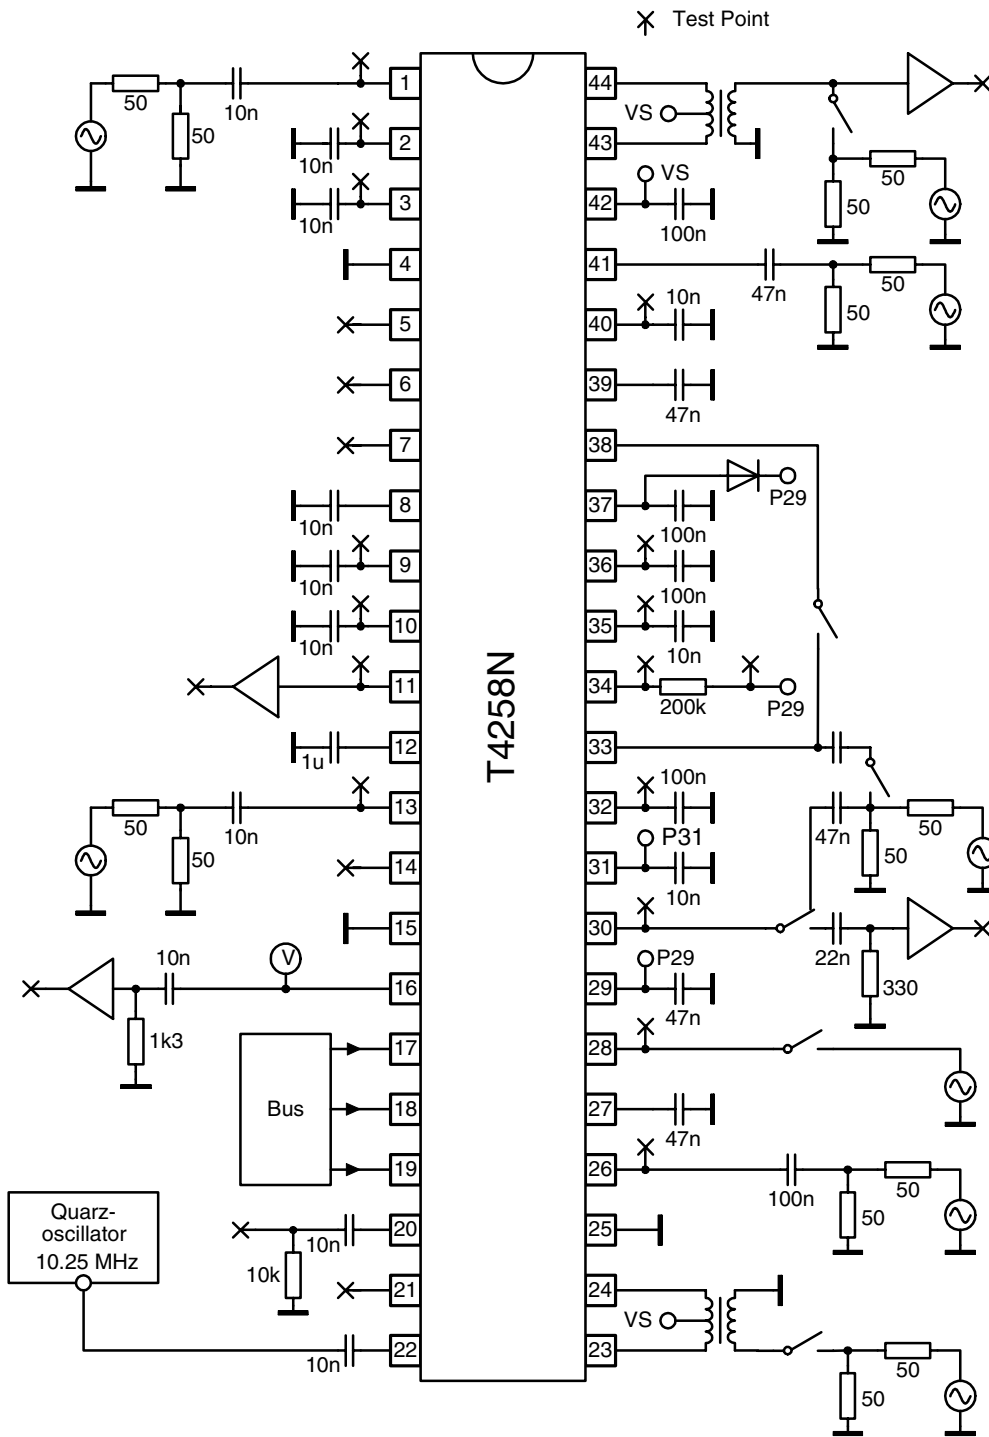 Test Point
1
44
50
10n
50
VS
2
43
10n
50
VS
50
3
42
10n
100n
4
41
47n
50
50
10n
5
40
6
39
47n
7
38
P29
8
37
10n
100n
9
36
10n
100n
10
35
10n
10n
11
34
200k
P29
T4258N
12
33
1u
100n
13
32
50
10n
47n
50
50
P31
50
14
31
10n
15
30
22n
10n
V
P29
330
16
29
1k3
47n
17
28
Bus
18
27
47n
19
26
100n
50
50
Quarz-
oscillator
10.25 MHz
20
25
10n
10k
21
24
VS
22
23
10n
50
50